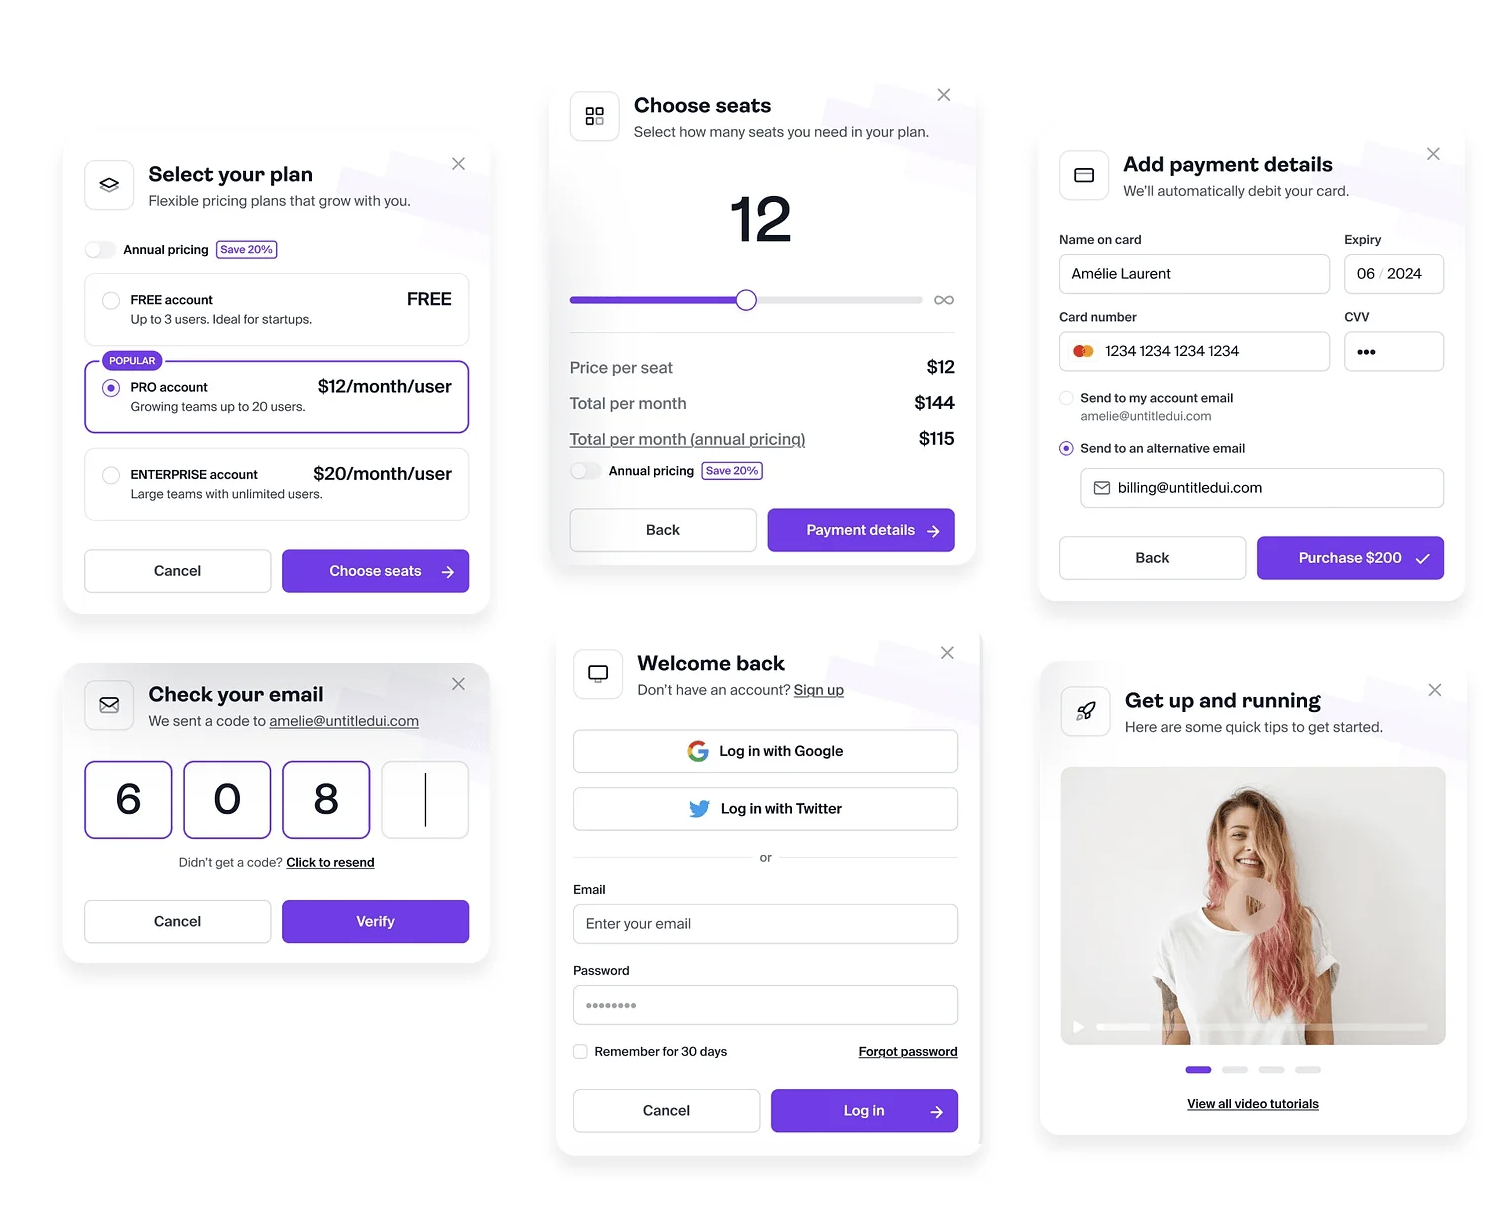 Select your plan
Flexible pricing plans that grow with you.
Annual pricing Save 20%
FREE account FREE
Up to 3 users. Ideal for startups.
POPULAR
PRO account $12/month/user
Growing teams up to 20 users.
ENTERPRISE account $20/month/user
Large teams with unlimited users.
Cancel Choose seats →
Choose seats
Select how many seats you need in your plan.
12
∞
Price per seat $12
Total per month $144
Total per month (annual pricing) $115
Annual pricing Save 20%
Back Payment details →
Add payment details
We'll automatically debit your card.
Name on card Expiry
Amélie Laurent 06 / 2024
Card number CVV
1234 1234 1234 1234 •••
Send to my account email
amelie@untitledui.com
Send to an alternative email
billing@untitledui.com
Back Purchase $200 ✓
Check your email
We sent a code to amelie@untitledui.com
6 0 8
Didn't get a code? Click to resend
Cancel Verify
Welcome back
Don't have an account? Sign up
Log in with Google
Log in with Twitter
or
Email
Enter your email
Password
••••••••
Remember for 30 days Forgot password
Cancel Log in →
Get up and running
Here are some quick tips to get started.
View all video tutorials